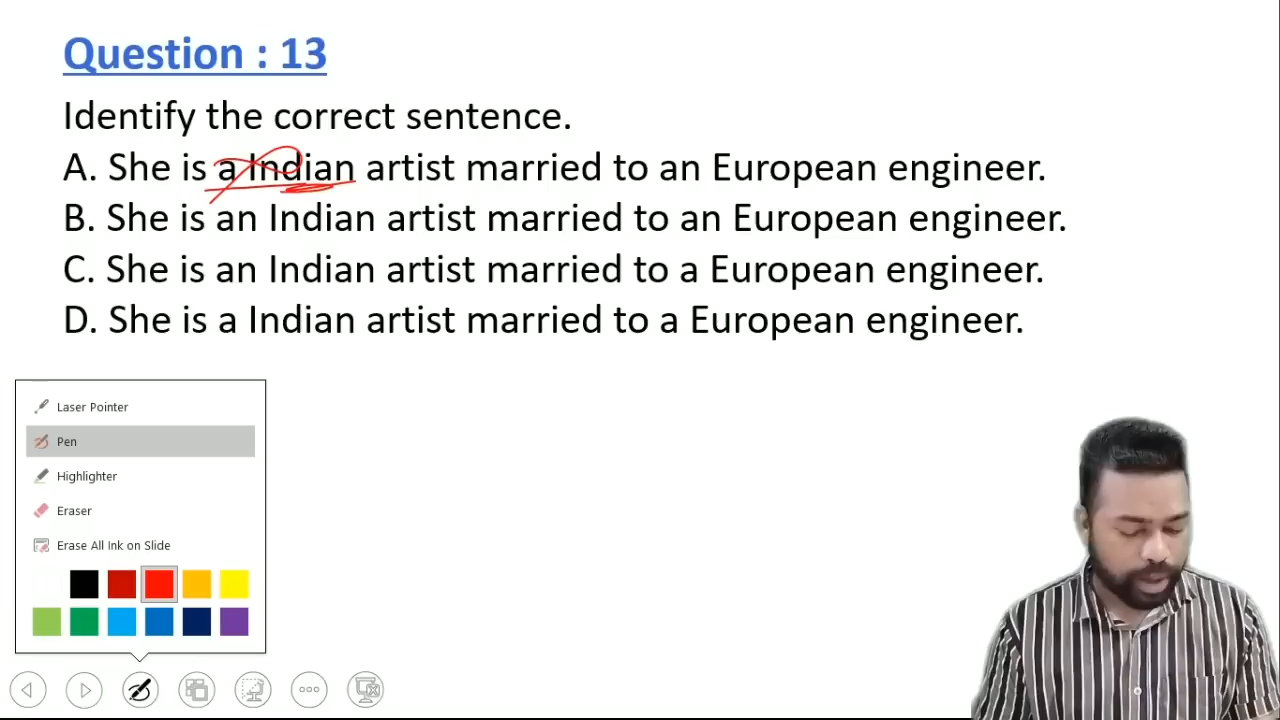 Question : 13
Identify the correct sentence.
A. She is a Indian artist married to an European engineer.
B. She is an Indian artist married to an European engineer.
C. She is an Indian artist married to a European engineer.
D. She is a Indian artist married to a European engineer.
Laser Pointer
Pen
Highlighter
Eraser
Erase All Ink on Slide